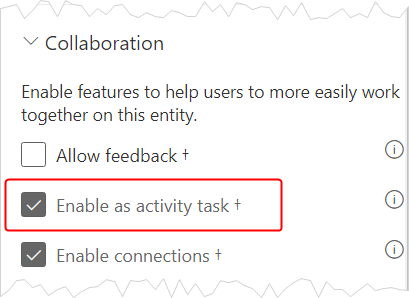 Collaboration
Enable features to help users to more easily work
together on this entity.
Allow feedback †
Enable as activity task †
Enable connections †